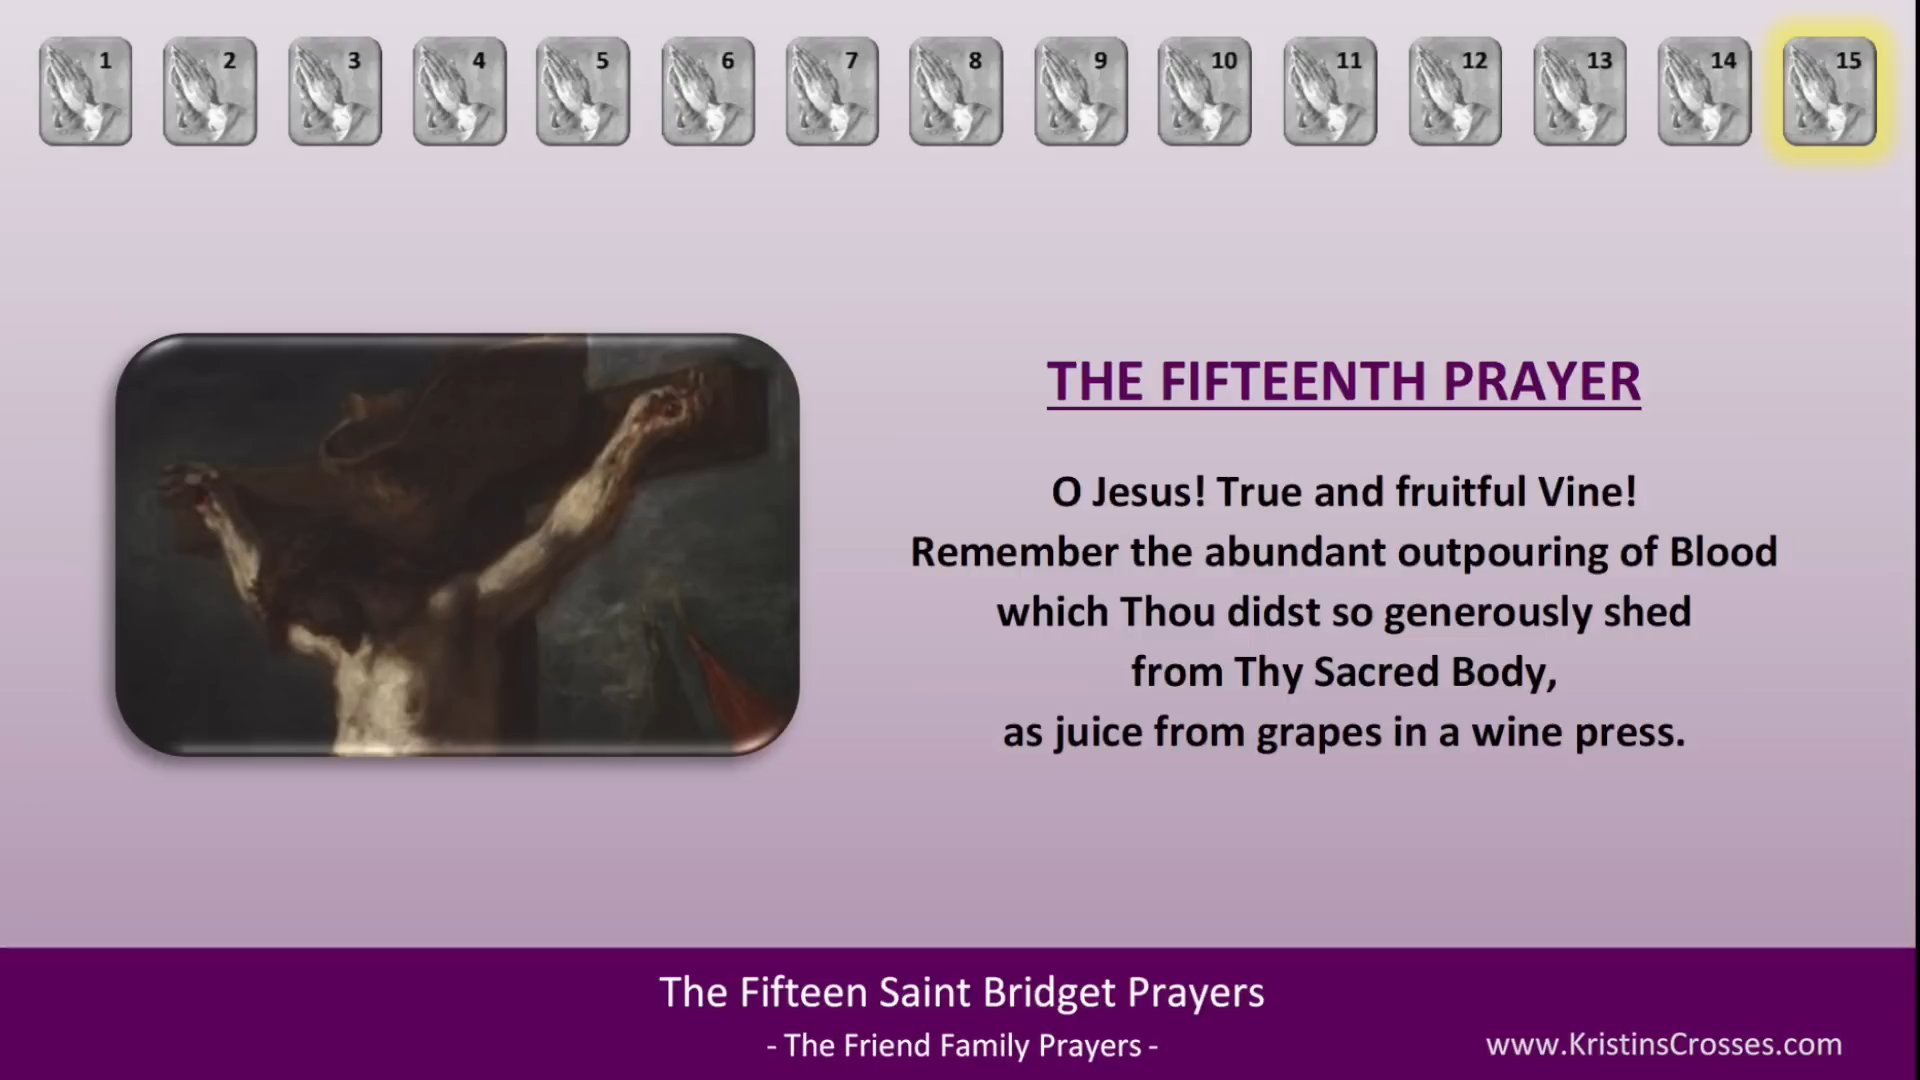 1 2 3 4 5 6 7 8 9 10 11 12 13 14 15
THE FIFTEENTH PRAYER
O Jesus! True and fruitful Vine!
Remember the abundant outpouring of Blood
which Thou didst so generously shed
from Thy Sacred Body,
as juice from grapes in a wine press.
The Fifteen Saint Bridget Prayers
- The Friend Family Prayers -
www.KristinsCrosses.com